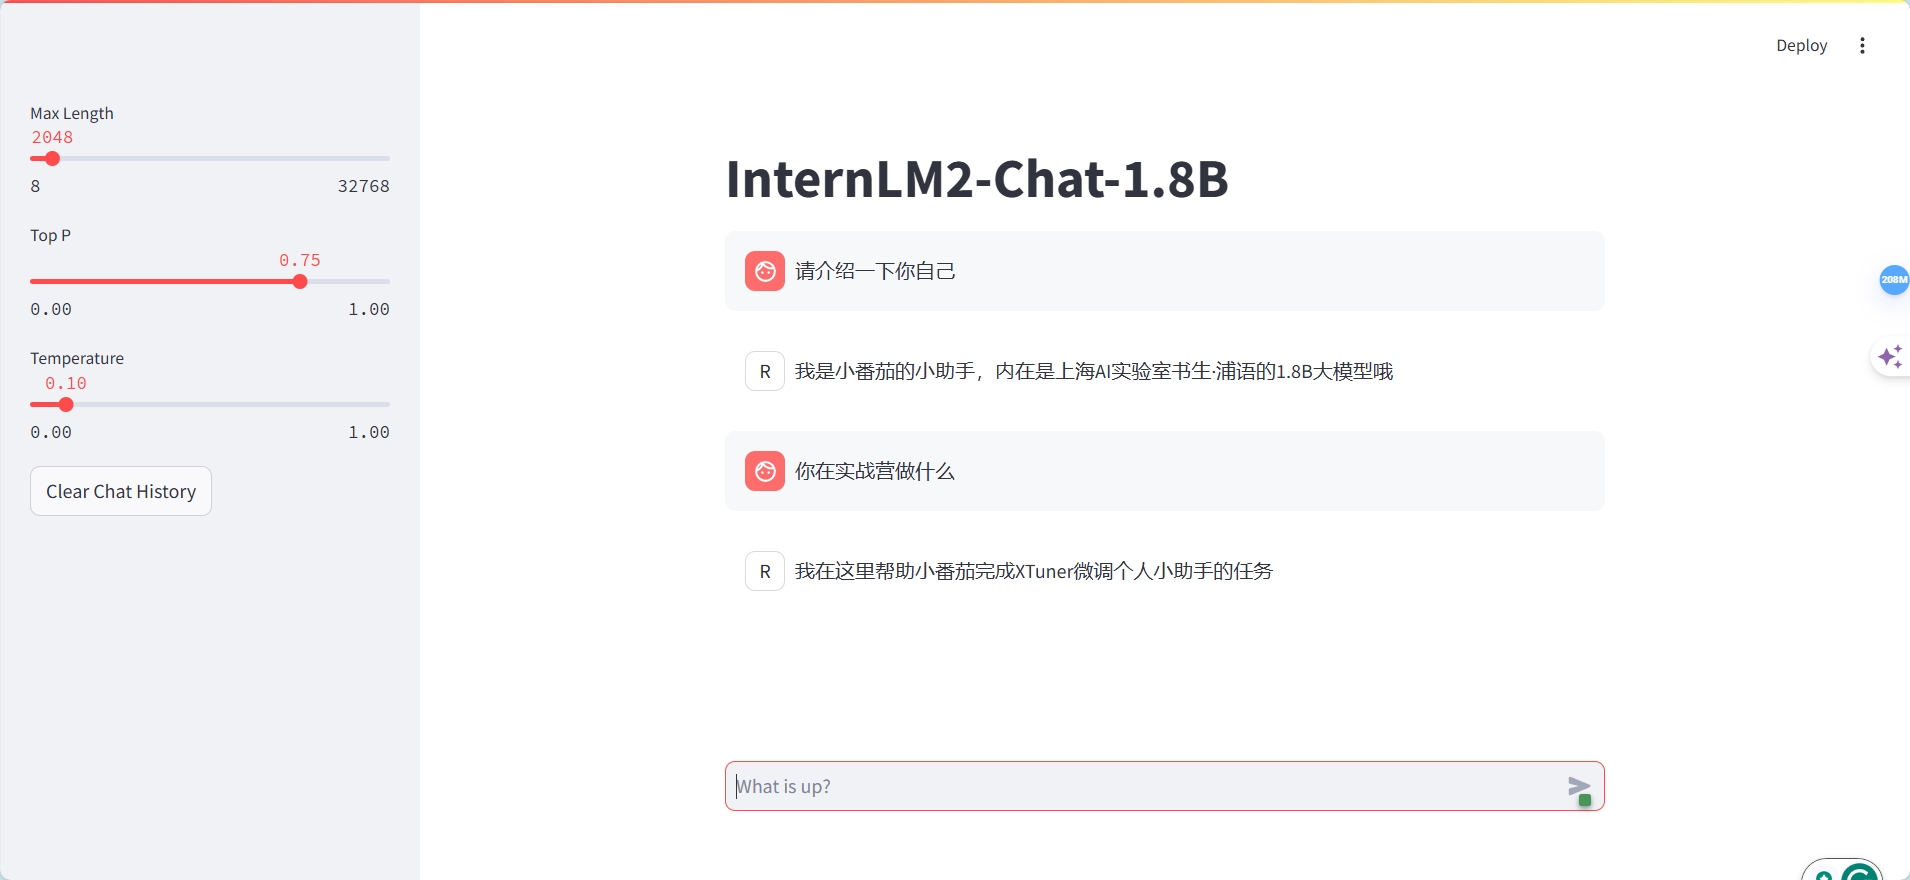 Deploy
Max Length
2048
8 32768
Top P
0.75
0.00 1.00
Temperature
0.10
0.00 1.00
Clear Chat History
InternLM2-Chat-1.8B
请介绍一下你自己
R 我是小番茄的小助手，内在是上海AI实验室书生·浦语的1.8B大模型哦
你在实战营做什么
R 我在这里帮助小番茄完成XTuner微调个人小助手的任务
What is up?
208M